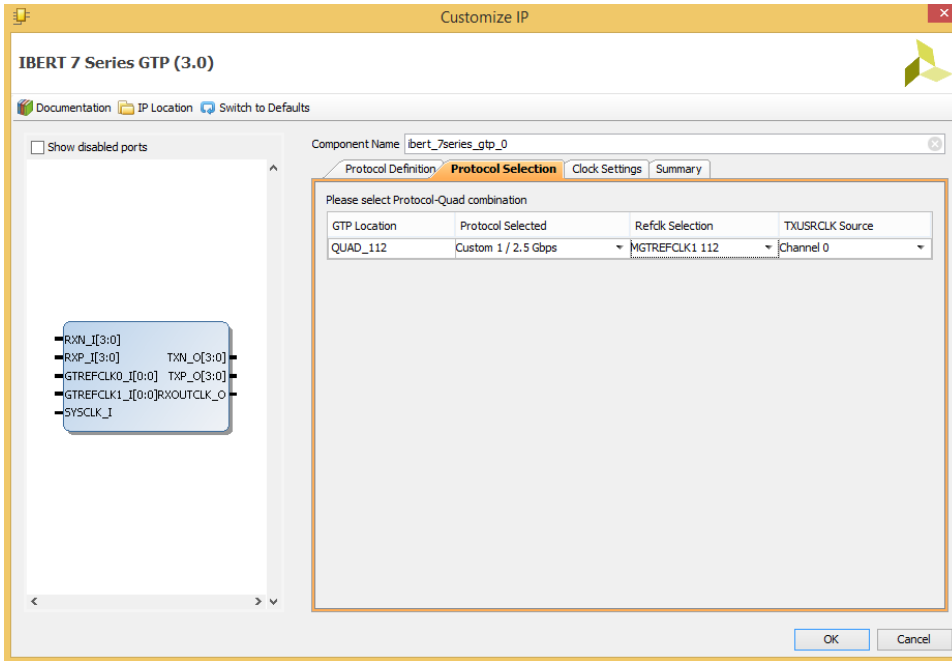 Customize IP
IBERT 7 Series GTP (3.0)
Documentation IP Location Switch to Defaults
Show disabled ports
Component Name ibert_7series_gtp_0
Protocol Definition Protocol Selection Clock Settings Summary
Please select Protocol-Quad combination
GTP Location Protocol Selected Refclk Selection TXUSRCLK Source
QUAD_112 Custom 1 / 2.5 Gbps MGTREFCLK1 112 Channel 0
RXN_I[3:0]
RXP_I[3:0] TXN_O[3:0]
GTREFCLK0_I[0:0] TXP_O[3:0]
GTREFCLK1_I[0:0] RXOUTCLK_O
SYSCLK_I
OK Cancel